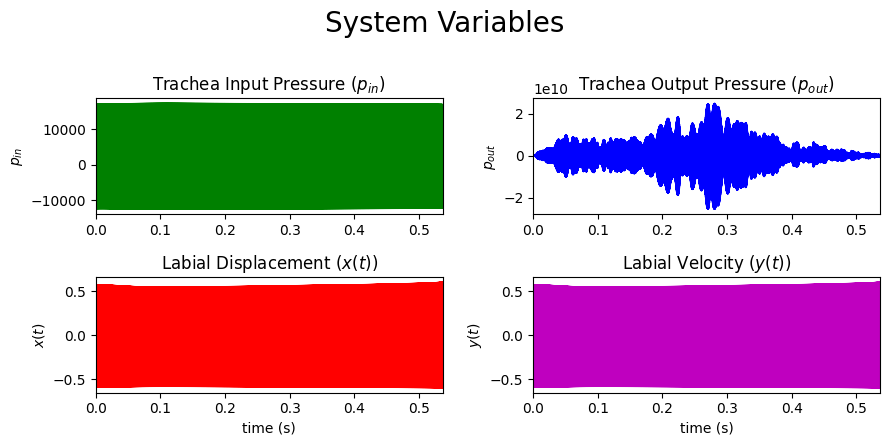 System Variables
Trachea Input Pressure (p_in)
p_in
10000
0
−10000
0.0 0.1 0.2 0.3 0.4 0.5
1e10
Trachea Output Pressure (p_out)
p_out
2
0
−2
0.0 0.1 0.2 0.3 0.4 0.5
Labial Displacement (x(t))
x(t)
0.5
0.0
−0.5
0.0 0.1 0.2 0.3 0.4 0.5
time (s)
Labial Velocity (y(t))
y(t)
0.5
0.0
−0.5
0.0 0.1 0.2 0.3 0.4 0.5
time (s)